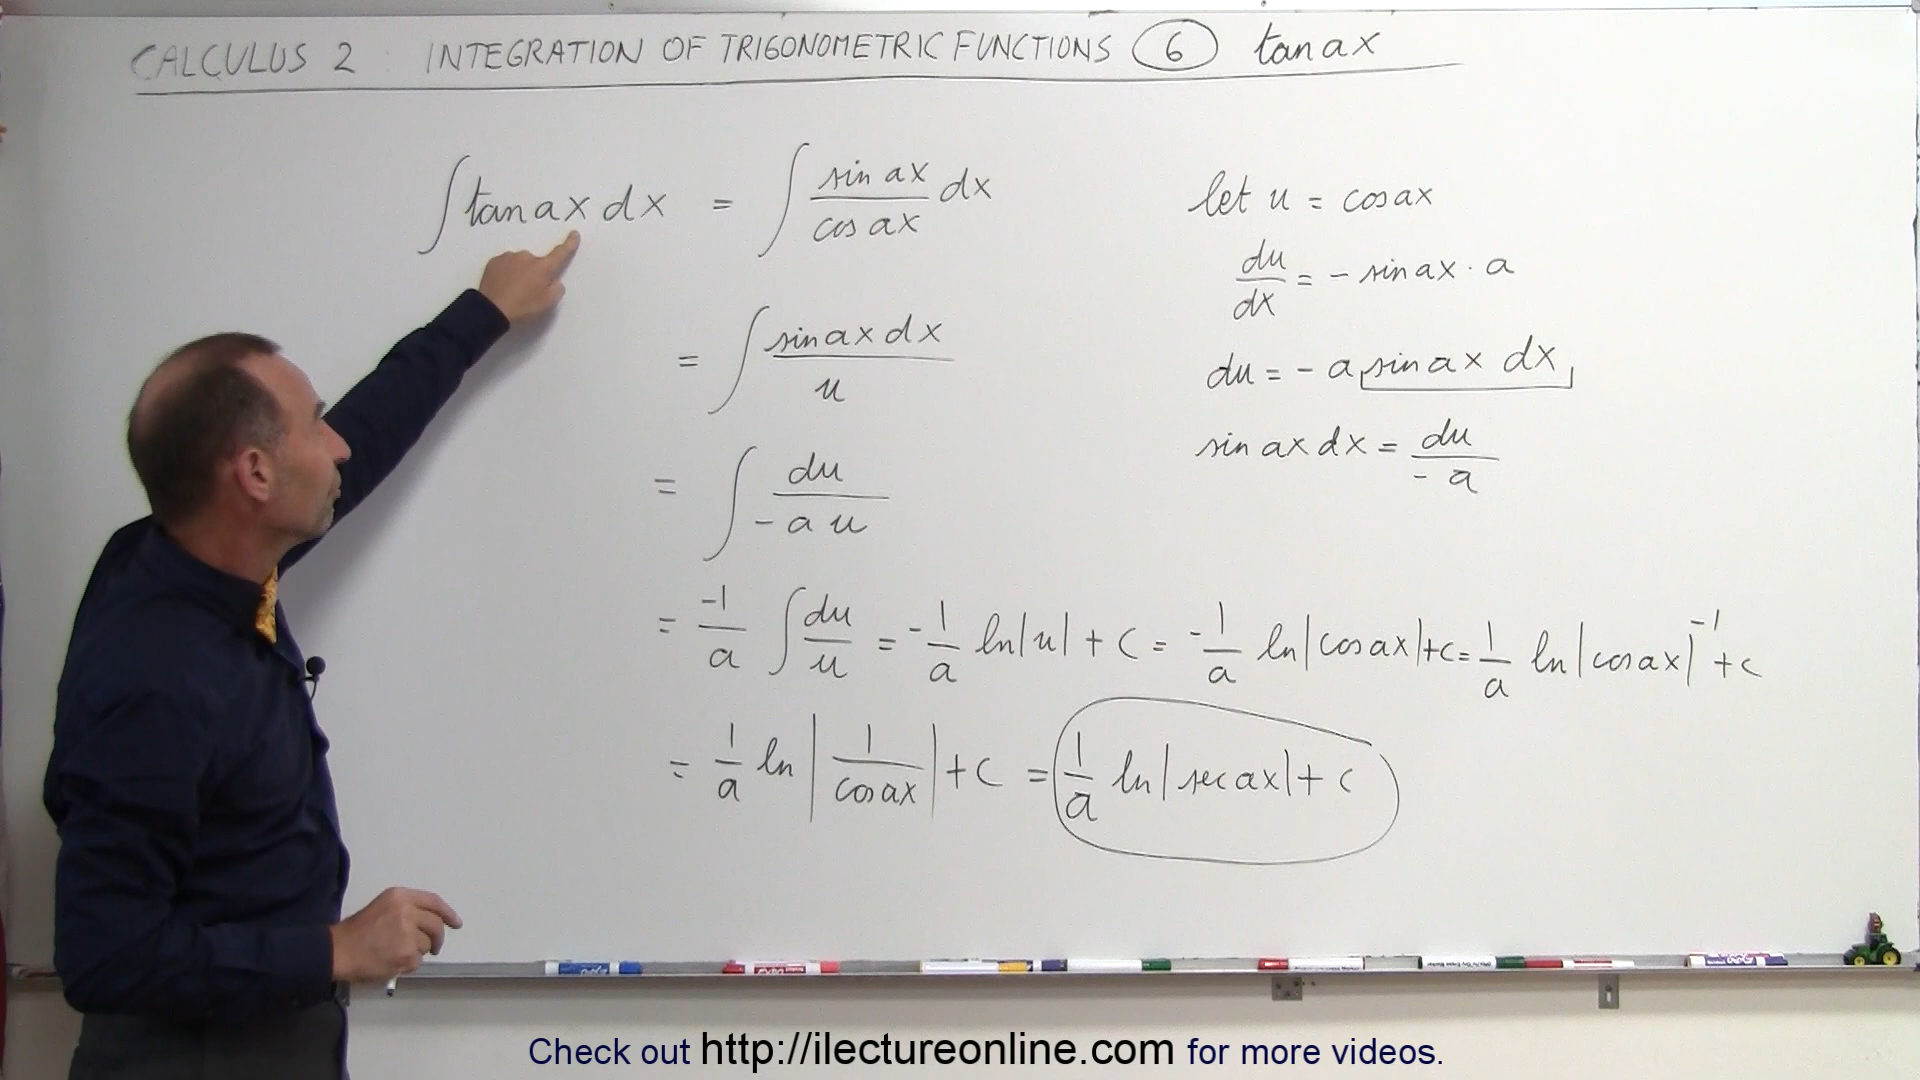 CALCULUS 2 : INTEGRATION OF TRIGONOMETRIC FUNCTIONS 6 tan ax
∫ tan ax dx = ∫ sin ax / cos ax dx
= ∫ sin ax dx / u
= ∫ du / -a u
= -1/a ∫ du/u = -1/a ln|u| + C = -1/a ln|cos ax| + C = 1/a ln|cos ax|^-1 + C
= 1/a ln|1/cos ax| + C = 1/a ln|sec ax| + C
let u = cos ax
du/dx = - sin ax · a
du = - a sin ax dx
sin ax dx = du / -a
Check out http://ilectureonline.com for more videos.